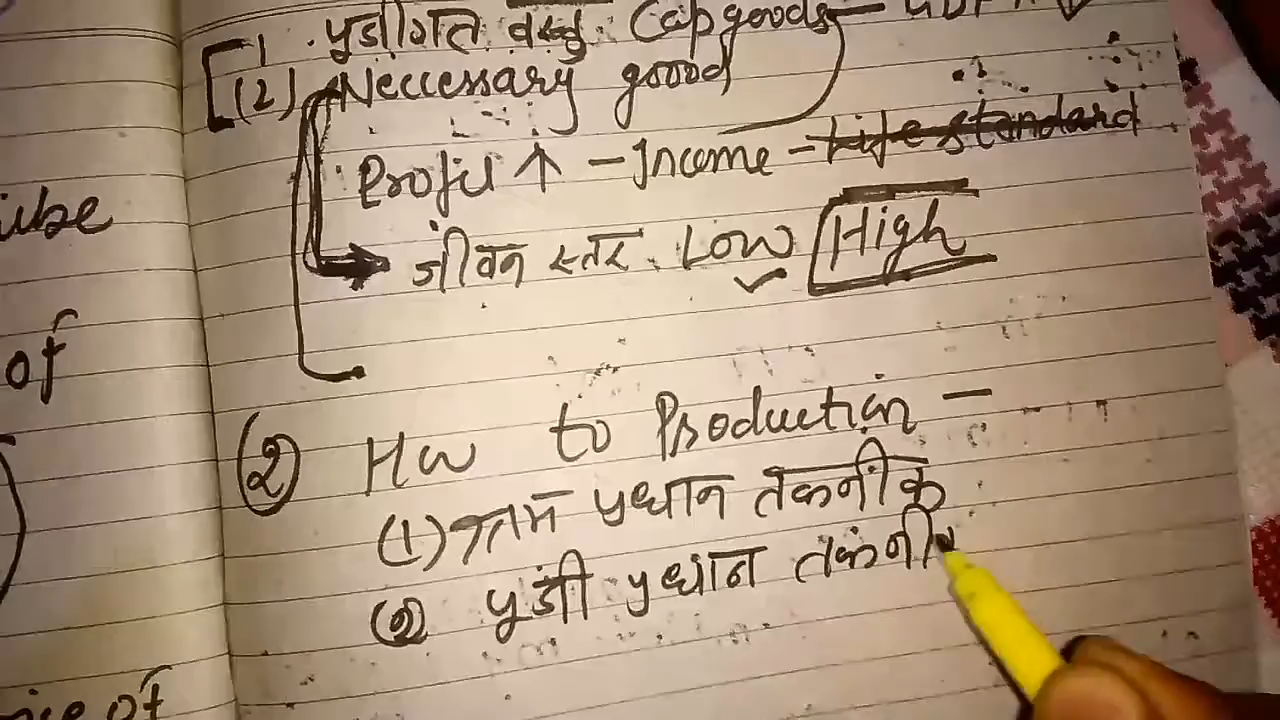 1. पुजीगत वस्तु. Cap goods - GDP ↑
(2) Neccessary good
Profit ↑ - Income - Life standard
जीवन स्तर. Low High
(2) How to Production -
(1) श्रम प्रधान तकनीक
(2) पुंजी प्रधान तकनी
of